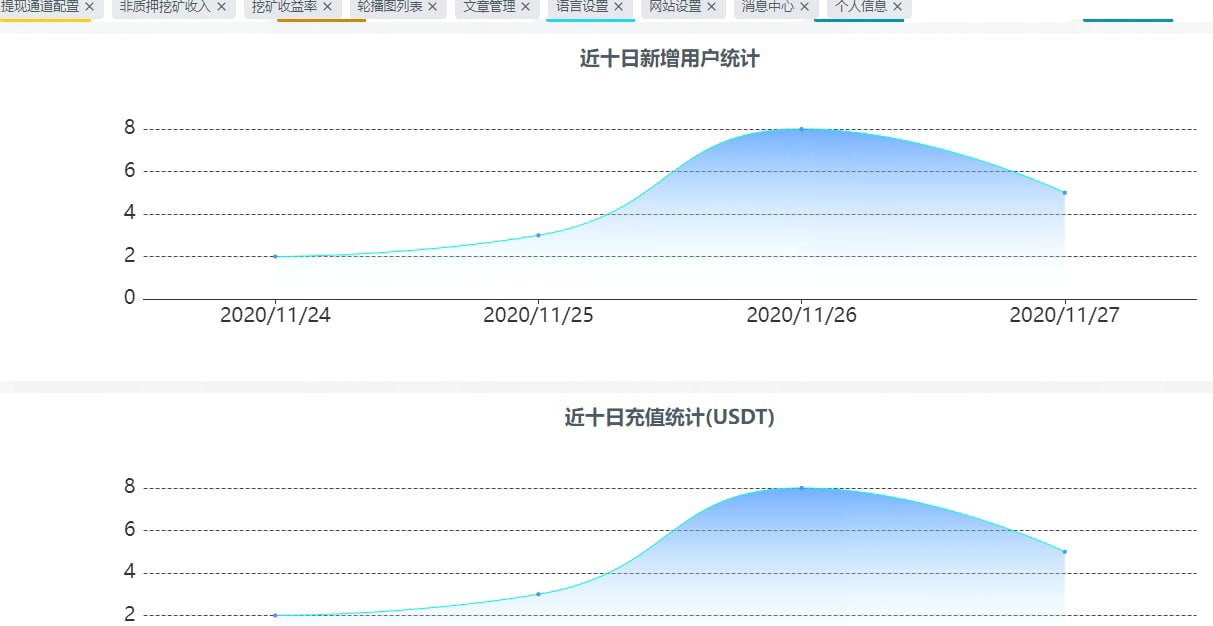 提现通道配置 × 非质押挖矿收入 × 挖矿收益率 × 轮播图列表 × 文章管理 × 语言设置 × 网站设置 × 消息中心 × 个人信息 ×
近十日新增用户统计
8
6
4
2
0
2020/11/24 2020/11/25 2020/11/26 2020/11/27
近十日充值统计(USDT)
8
6
4
2